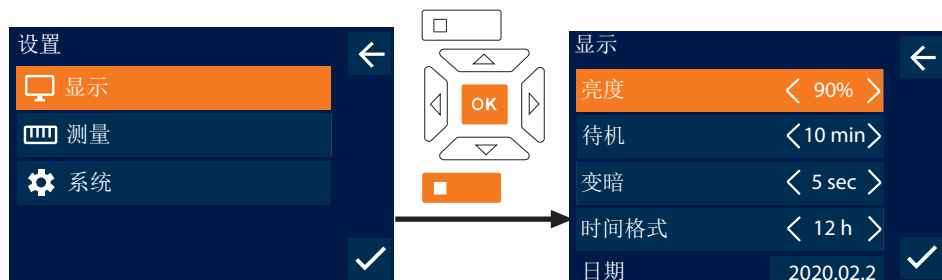 设置
显示
测量
系统
OK
显示
亮度 90%
待机 10 min
变暗 5 sec
时间格式 12 h
日期 2020.02.2